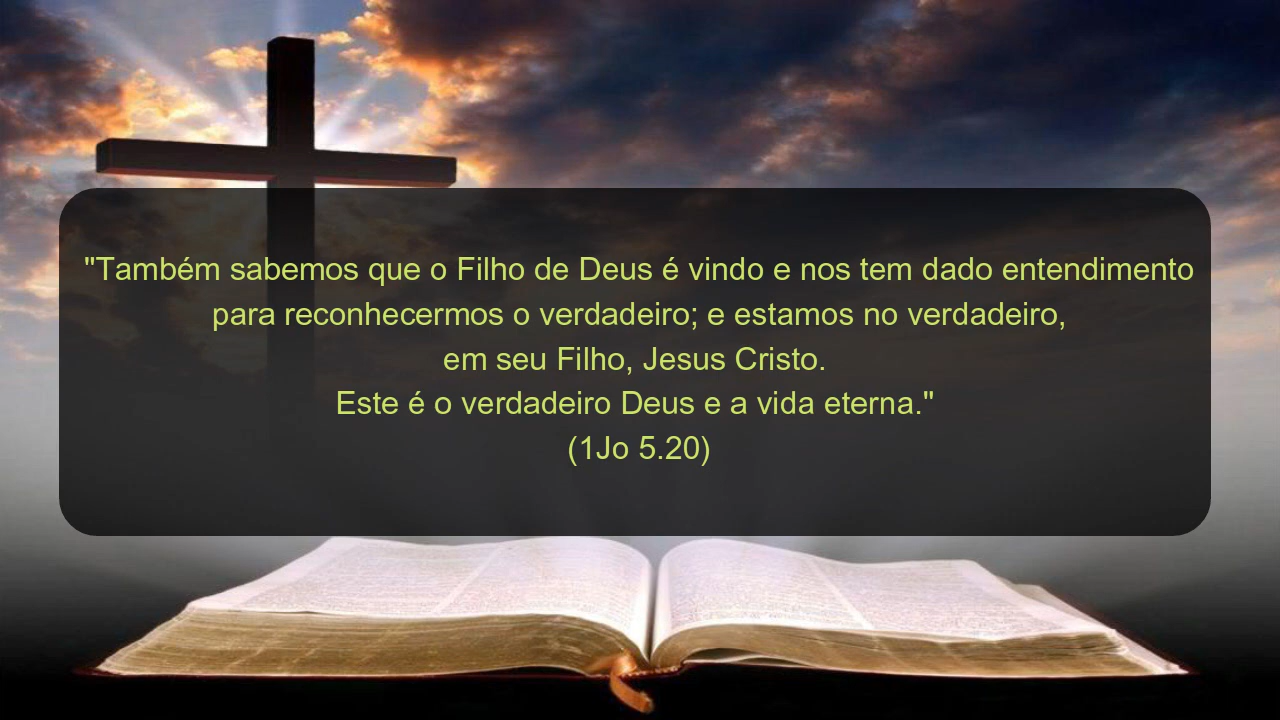 "Também sabemos que o Filho de Deus é vindo e nos tem dado entendimento
para reconhecermos o verdadeiro; e estamos no verdadeiro,
em seu Filho, Jesus Cristo.
Este é o verdadeiro Deus e a vida eterna."
(1Jo 5.20)